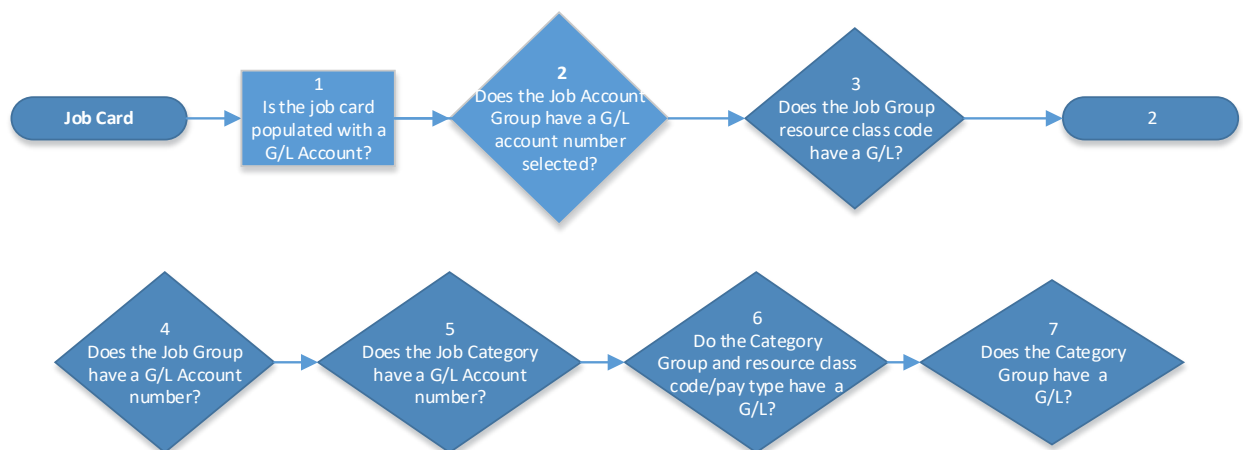 Job Card
1
Is the job card
populated with a
G/L Account?
2
Does the Job Account
Group have a G/L
account number
selected?
3
Does the Job Group
resource class code
have a G/L?
2
4
Does the Job Group
have a G/L Account
number?
5
Does the Job Category
have a G/L Account
number?
6
Do the Category
Group and resource class
code/pay type have a
G/L?
7
Does the Category
Group have a
G/L?